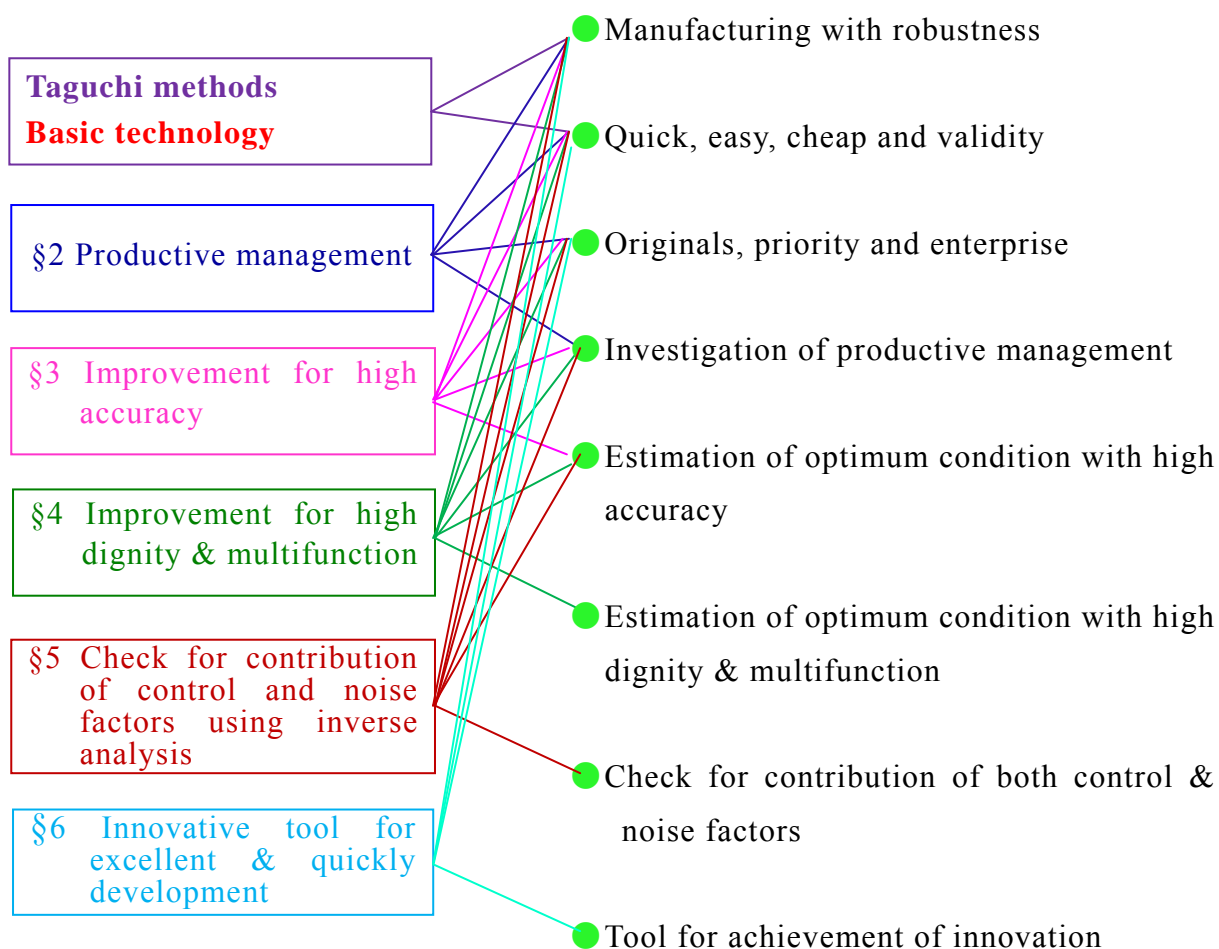 Taguchi methods
Basic technology
§2 Productive management
§3 Improvement for high
accuracy
§4 Improvement for high
dignity & multifunction
§5 Check for contribution
of control and noise
factors using inverse
analysis
§6 Innovative tool for
excellent & quickly
development
Manufacturing with robustness
Quick, easy, cheap and validity
Originals, priority and enterprise
Investigation of productive management
Estimation of optimum condition with high
accuracy
Estimation of optimum condition with high
dignity & multifunction
Check for contribution of both control &
noise factors
Tool for achievement of innovation